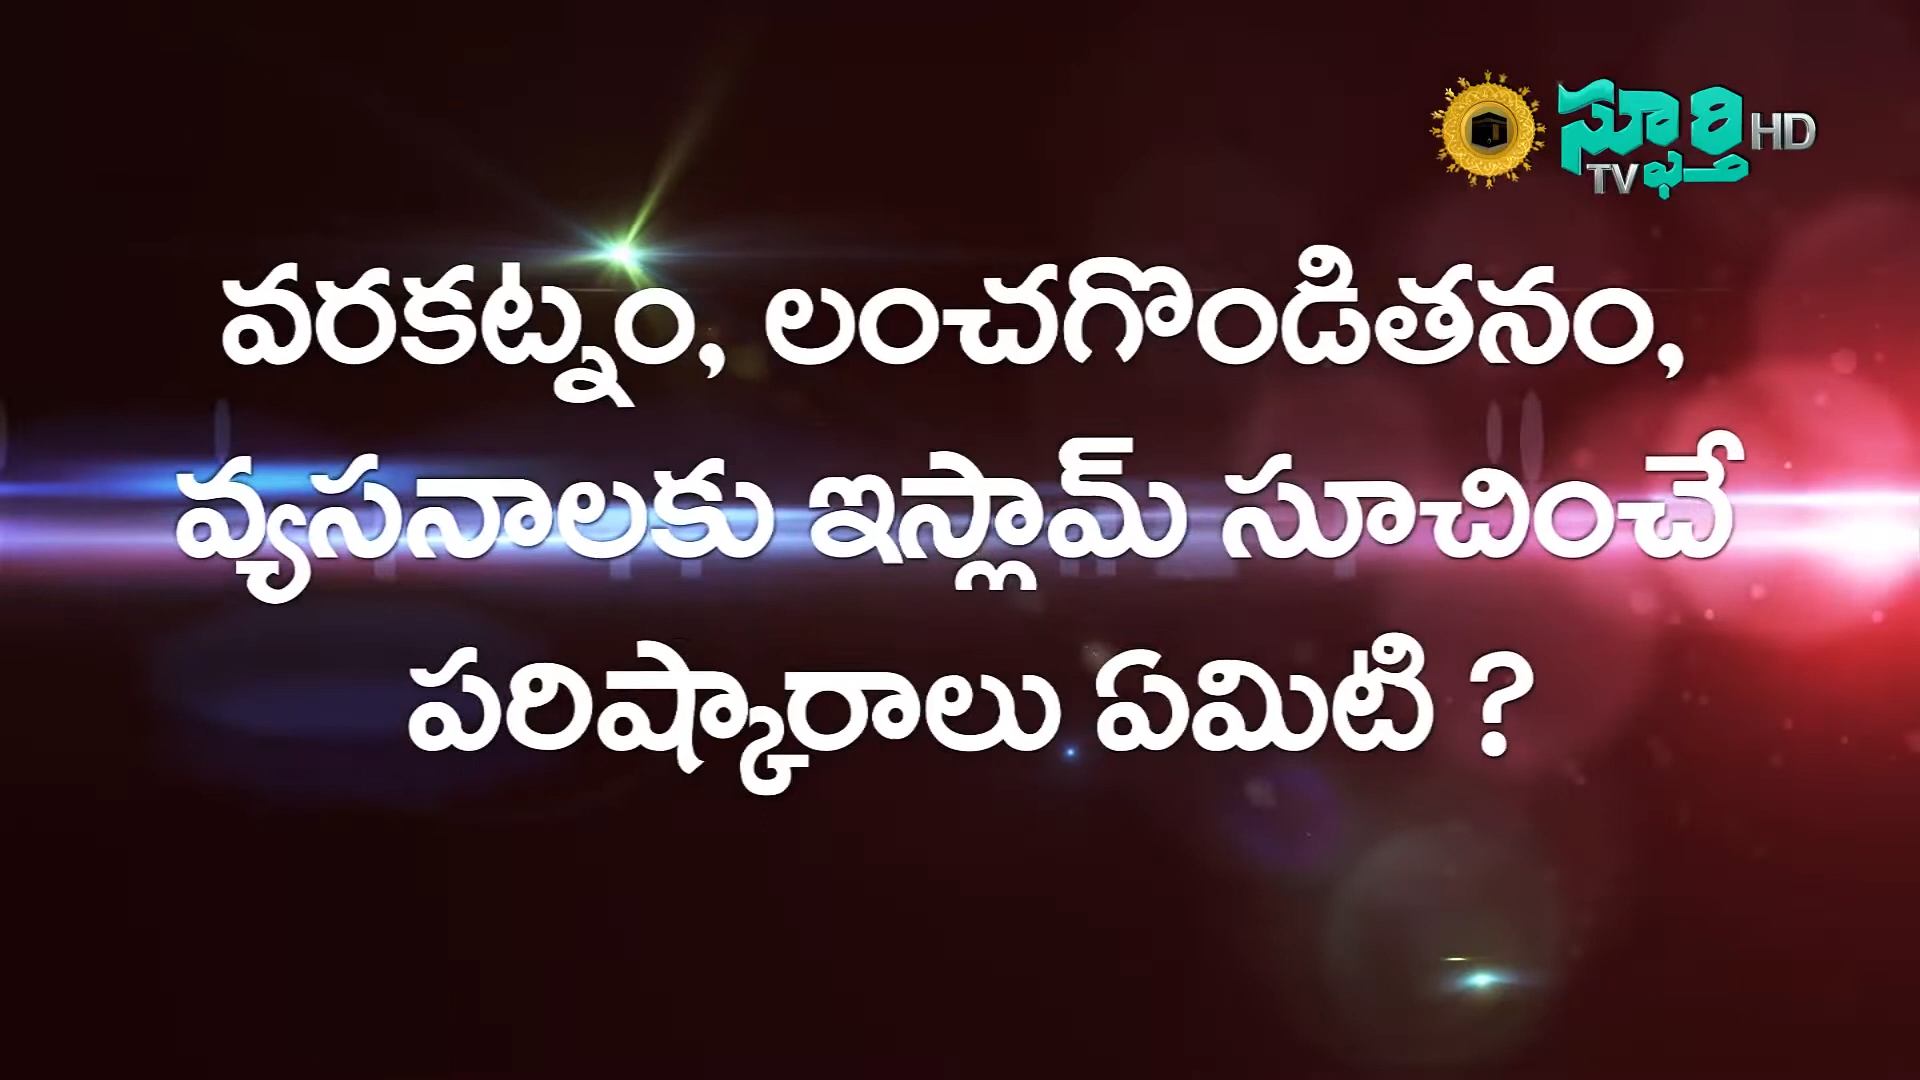 స్ఫూర్తి HD
TV
వరకట్నం, లంచగొండితనం,
వ్యసనాలకు ఇస్లామ్ సూచించే
పరిష్కారాలు ఏమిటి ?